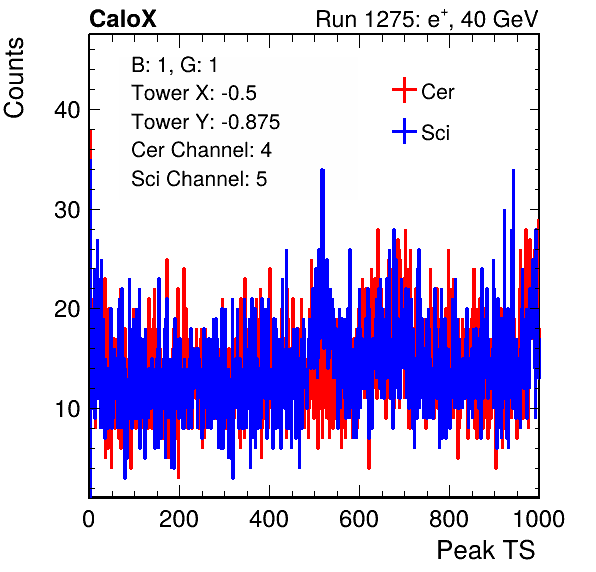 CaloX Run 1275: e⁺, 40 GeV
Counts
B: 1, G: 1
Tower X: -0.5
Tower Y: -0.875
Cer Channel: 4
Sci Channel: 5
Cer
Sci
40
30
20
10
0 200 400 600 800 1000
Peak TS